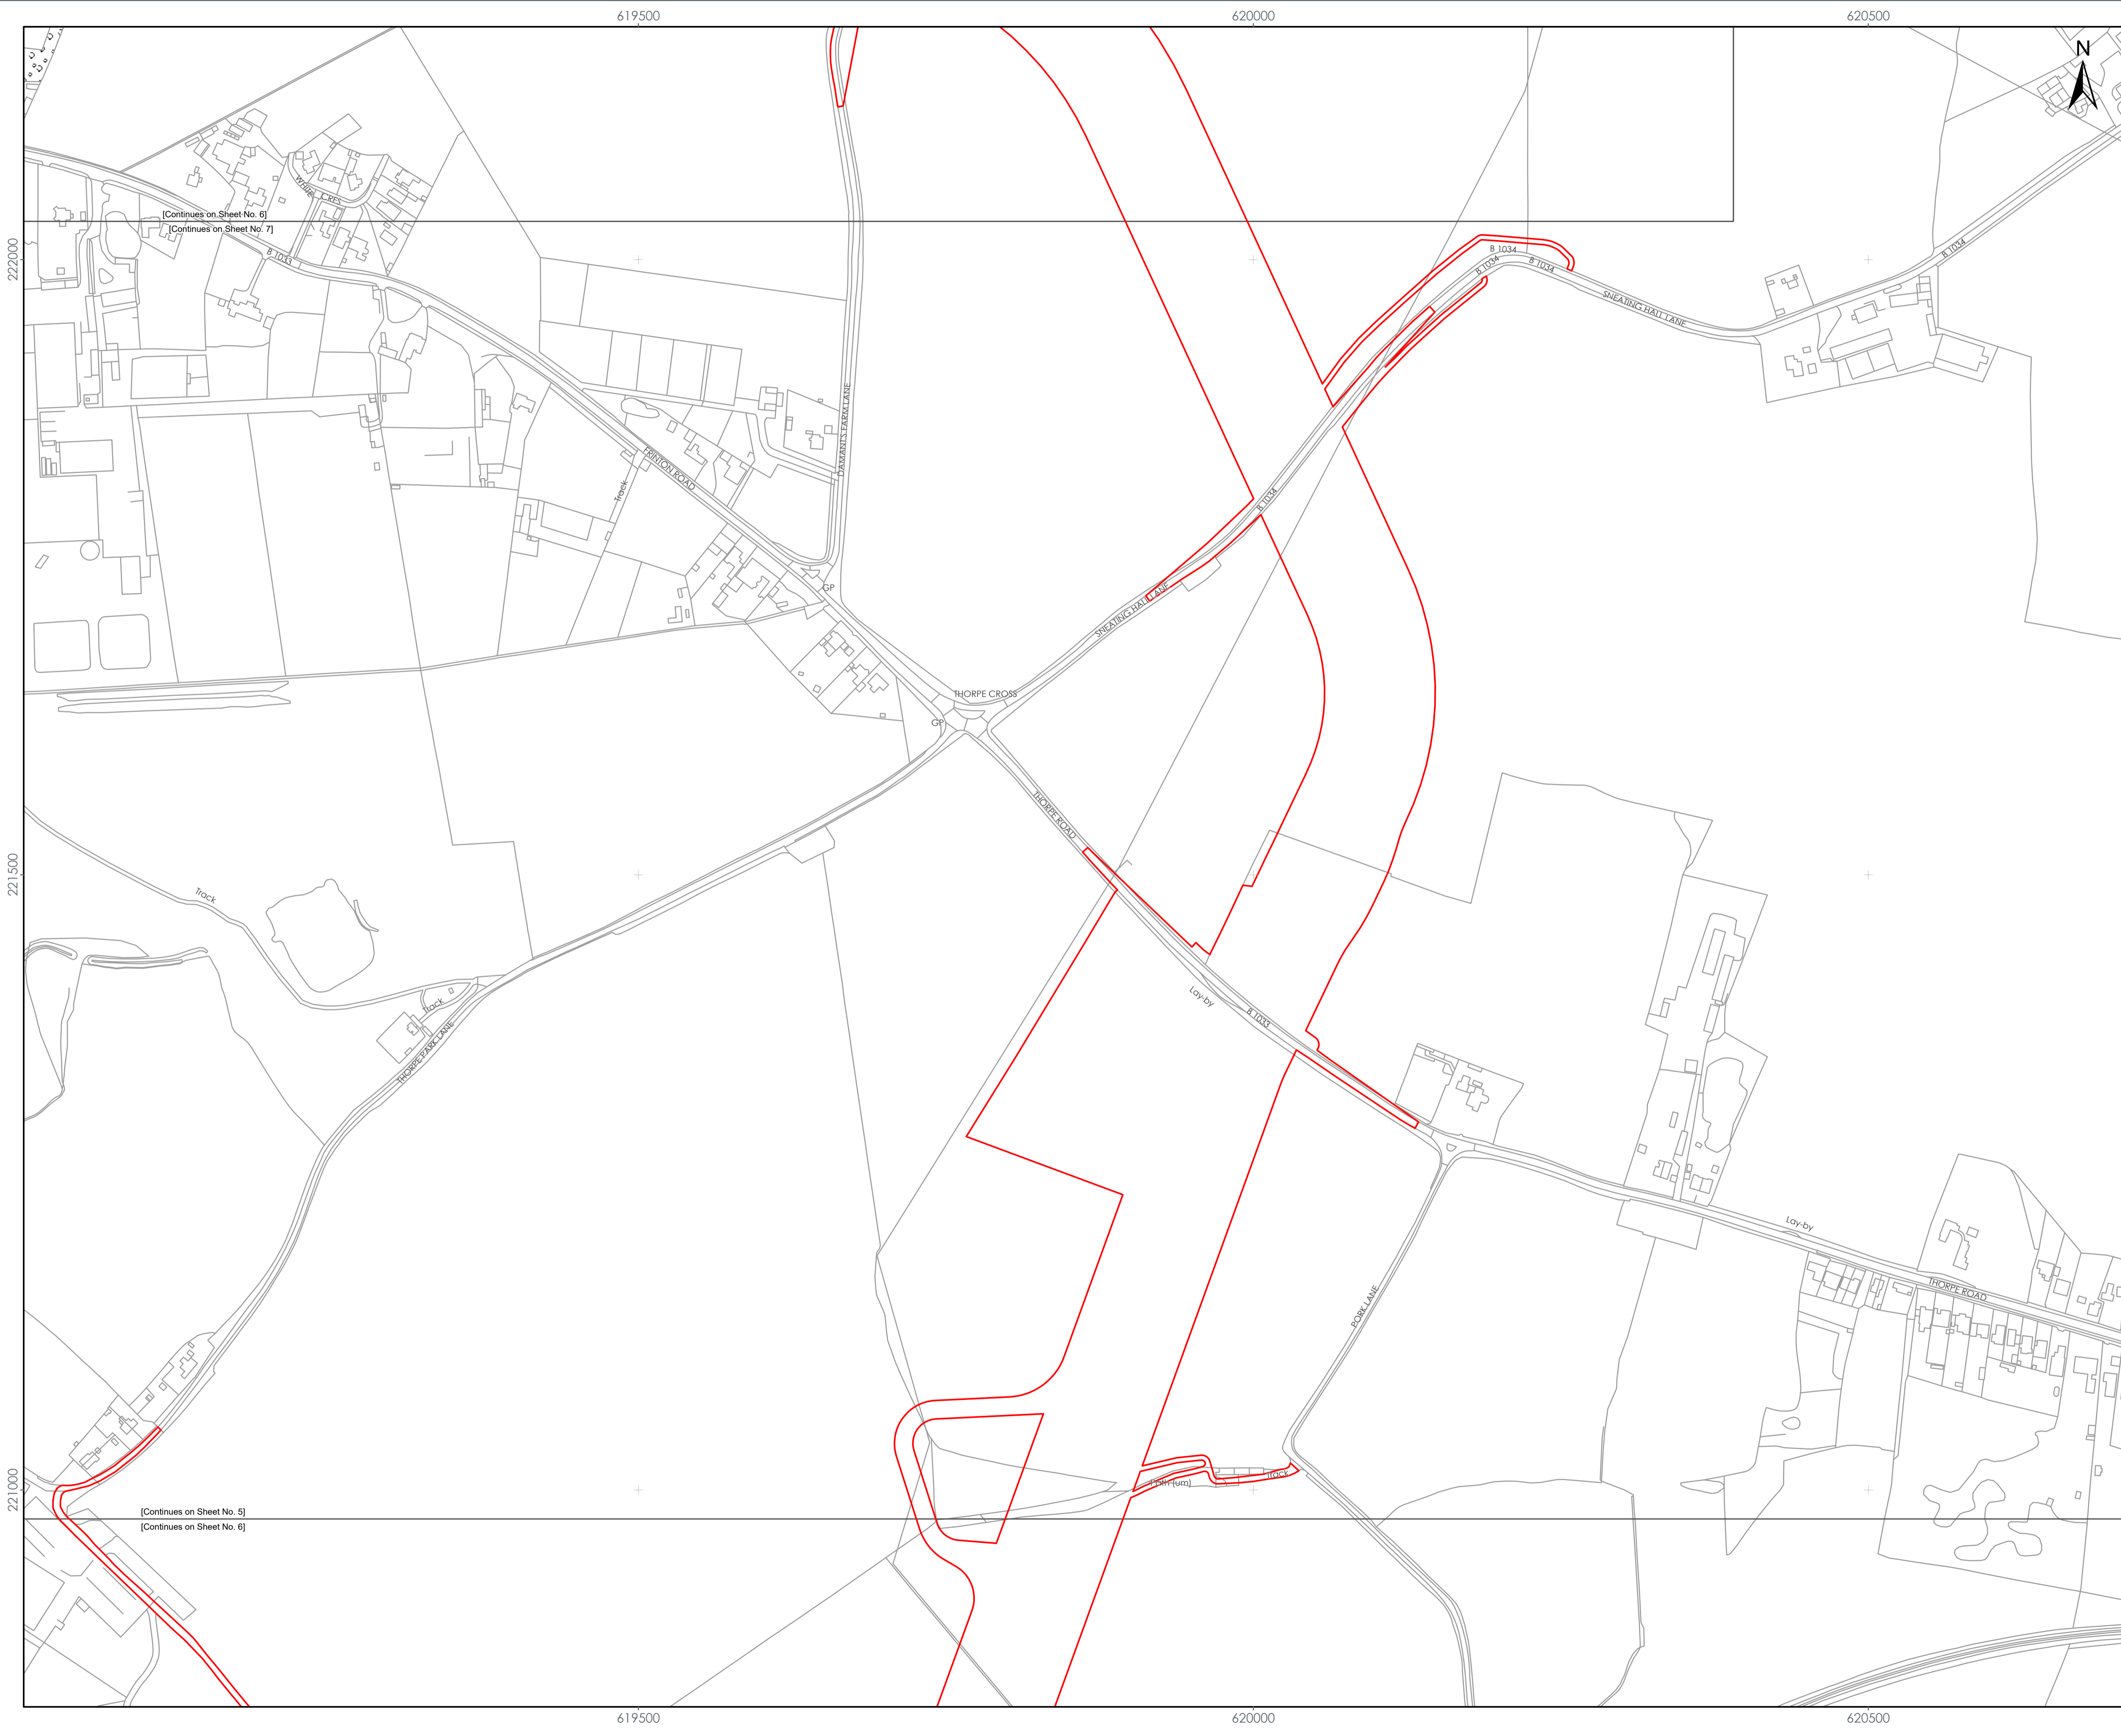 619500
620000
620500
N
WHITE CRES
[Continues on Sheet No. 6]
[Continues on Sheet No. 7]
222000
B 1033
B 1034
B 1034
B 1034
B 1034
SNEATING HALL LANE
DAMANTS FARM LANE
FRINTON ROAD
Track
B 1034
GP
SNEATING HALL LANE
THORPE CROSS
GP
THORPE ROAD
221500
Track
Lay-by
B 1033
Track
THORPE PARK LANE
Lay-by
THORPE ROAD
PORK LANE
221000
Track
Path (um)
[Continues on Sheet No. 5]
[Continues on Sheet No. 6]
619500
620000
620500